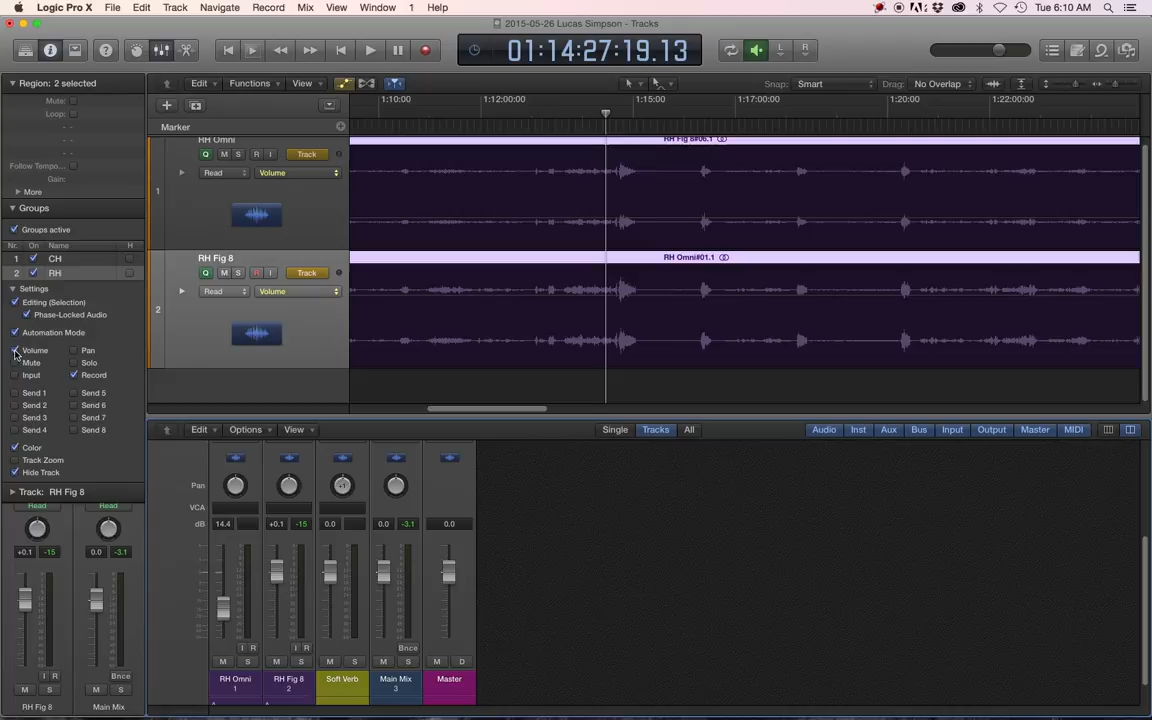 Logic Pro X File Edit Track Navigate Record Mix View Window 1 Help
Tue 6:10 AM
2015-05-26 Lucas Simpson - Tracks
01:14:27:19.13
L R
Region: 2 selected
Edit Functions View
Snap: Smart
Drag: No Overlap
Mute:
Loop:
Follow Tempo...
Gain:
More
Groups
Groups active
Nr. On Name H
1 CH
2 RH
Settings
Editing (Selection)
Phase-Locked Audio
Automation Mode
Volume Pan
Mute Solo
Input Record
Send 1 Send 5
Send 2 Send 6
Send 3 Send 7
Send 4 Send 8
Color
Track Zoom
Hide Track
Track: RH Fig 8
Read Read
+0.1 -15 0.0 -3.1
I R Bnce
M S M S
RH Fig 8 Main Mix
1:10:00 1:12:00:00 1:15:00 1:17:00:00 1:20:00 1:22:00:00
Marker
1
RH Omni
Q M S R I Track
Read Volume
RH Fig 8#06.1
2
RH Fig 8
Q M S R I Track
Read Volume
RH Omni#01.1
Edit Options View
Single Tracks All
Audio Inst Aux Bus Input Output Master MIDI
Pan +1
VCA
dB 14.4 +0.1 -15 0.0 0.0 -3.1 0.0
I R I R Bnce
M S M S M S M S M D
RH Omni RH Fig 8 Soft Verb Main Mix Master
1 2 3